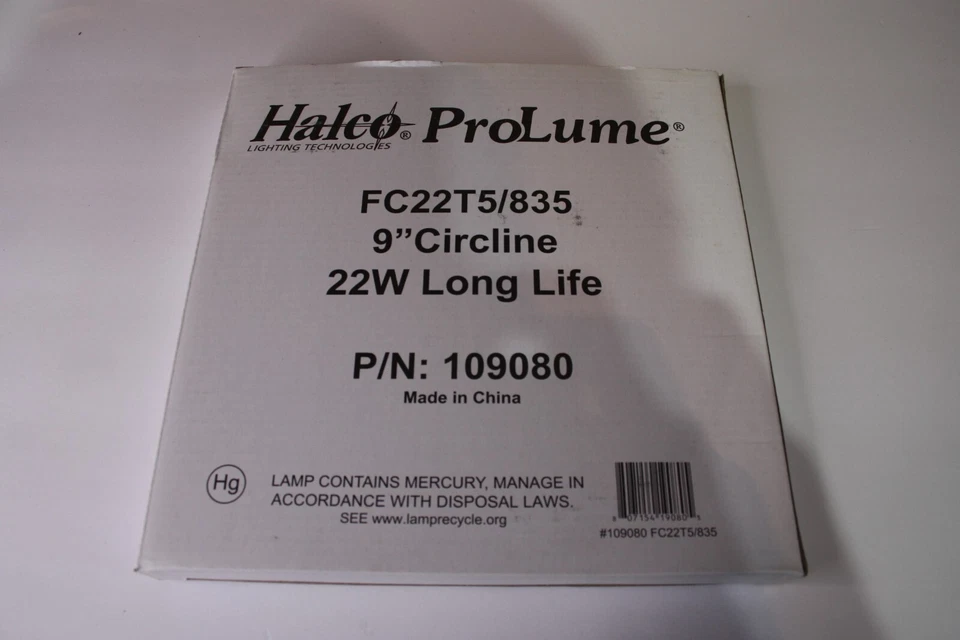 Halco® ProLume®
LIGHTING TECHNOLOGIES
FC22T5/835
9”Circline
22W Long Life
P/N: 109080
Made in China
Hg
LAMP CONTAINS MERCURY, MANAGE IN
ACCORDANCE WITH DISPOSAL LAWS.
SEE www.lamprecycle.org
#109080 FC22T5/835